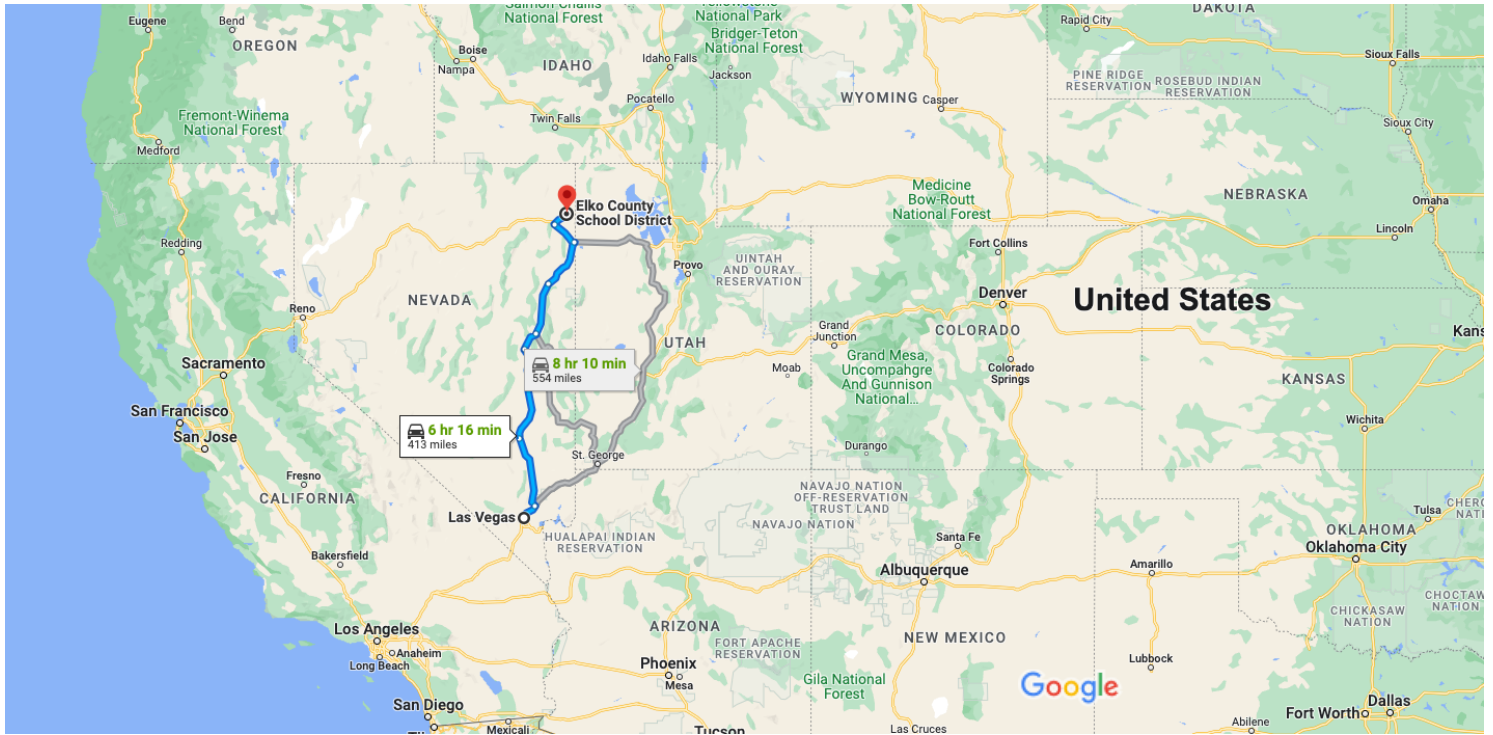 Salmon-Challis
National Forest
Yellowstone
National Park
DAKOTA
Eugene
Bend
OREGON
Boise
Nampa
IDAHO
Idaho Falls
Bridger-Teton
National Forest
Jackson
Rapid City
Sioux Falls
PINE RIDGE
RESERVATION
ROSEBUD INDIAN
RESERVATION
WYOMING
Casper
Pocatello
Twin Falls
Fremont-Winema
National Forest
Medford
Sioux City
Medicine
Bow-Routt
National Forest
NEBRASKA
Omaha
Lincoln
Elko County
School District
Redding
Fort Collins
Provo
UINTAH
AND OURAY
RESERVATION
NEVADA
Reno
Denver
United States
COLORADO
Grand
Junction
UTAH
Kans
Sacramento
8 hr 10 min
554 miles
Moab
Grand Mesa,
Uncompahgre
And Gunnison
National...
Colorado
Springs
KANSAS
San Francisco
San Jose
6 hr 16 min
413 miles
Wichita
Durango
St. George
Fresno
CALIFORNIA
NAVAJO NATION
OFF-RESERVATION
TRUST LAND
NAVAJO NATION
Las Vegas
HUALAPAI INDIAN
RESERVATION
CHERO
NATI
Tulsa
OKLAHOMA
Oklahoma City
Santa Fe
Bakersfield
Albuquerque
Amarillo
CHOCTAW
NATION
CHICKASAW
NATION
Los Angeles
Anaheim
Long Beach
ARIZONA
FORT APACHE
RESERVATION
NEW MEXICO
Phoenix
Mesa
Gila National
Forest
Lubbock
Google
San Diego
Mexicali
Tucson
Las Cruces
Dallas
Fort Worth
Abilene